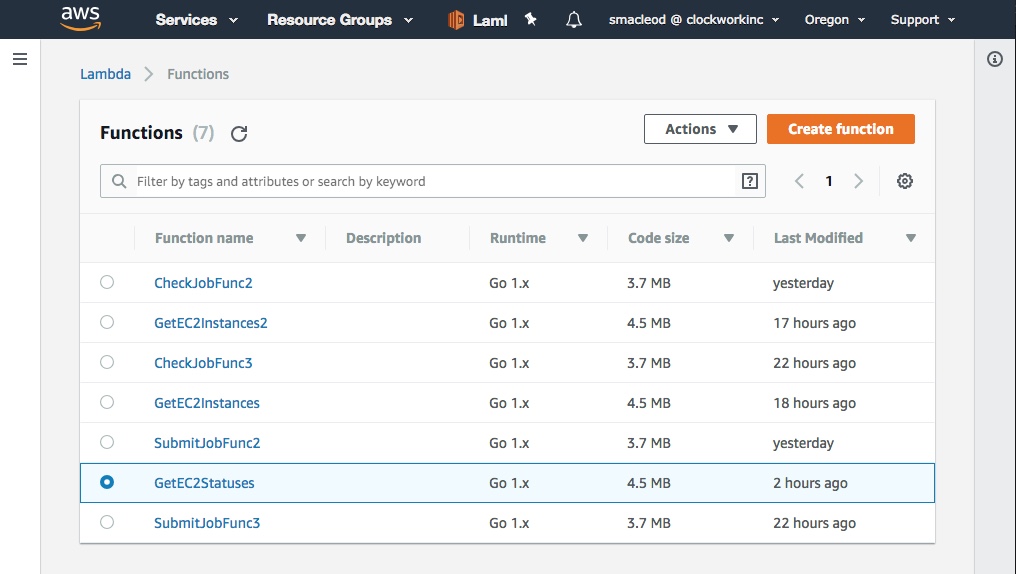 aws Services Resource Groups Laml smacleod @ clockworkinc Oregon Support
Lambda Functions
Functions (7) Actions Create function
Filter by tags and attributes or search by keyword ? 1
Function name Description Runtime Code size Last Modified
CheckJobFunc2 Go 1.x 3.7 MB yesterday
GetEC2Instances2 Go 1.x 4.5 MB 17 hours ago
CheckJobFunc3 Go 1.x 3.7 MB 22 hours ago
GetEC2Instances Go 1.x 4.5 MB 18 hours ago
SubmitJobFunc2 Go 1.x 3.7 MB yesterday
GetEC2Statuses Go 1.x 4.5 MB 2 hours ago
SubmitJobFunc3 Go 1.x 3.7 MB 22 hours ago